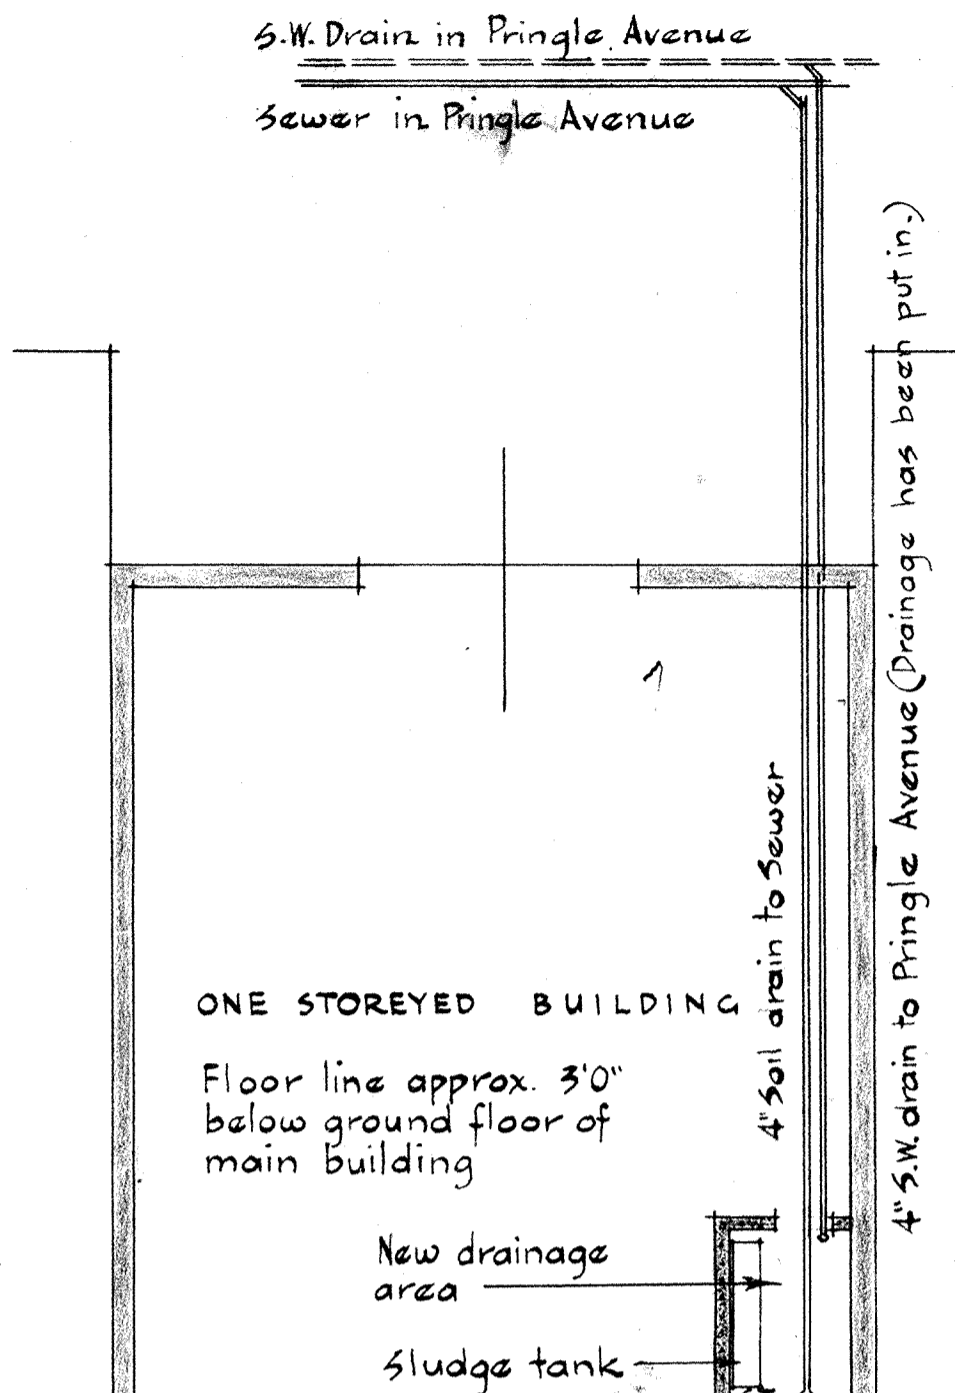 S.W. Drain in Pringle Avenue
Sewer in Pringle Avenue
4" S.W. drain to Pringle Avenue (Drainage has been put in.)
4" Soil drain to Sewer
ONE STOREYED BUILDING
Floor line approx. 3'0"
below ground floor of
main building
New drainage
area
Sludge tank